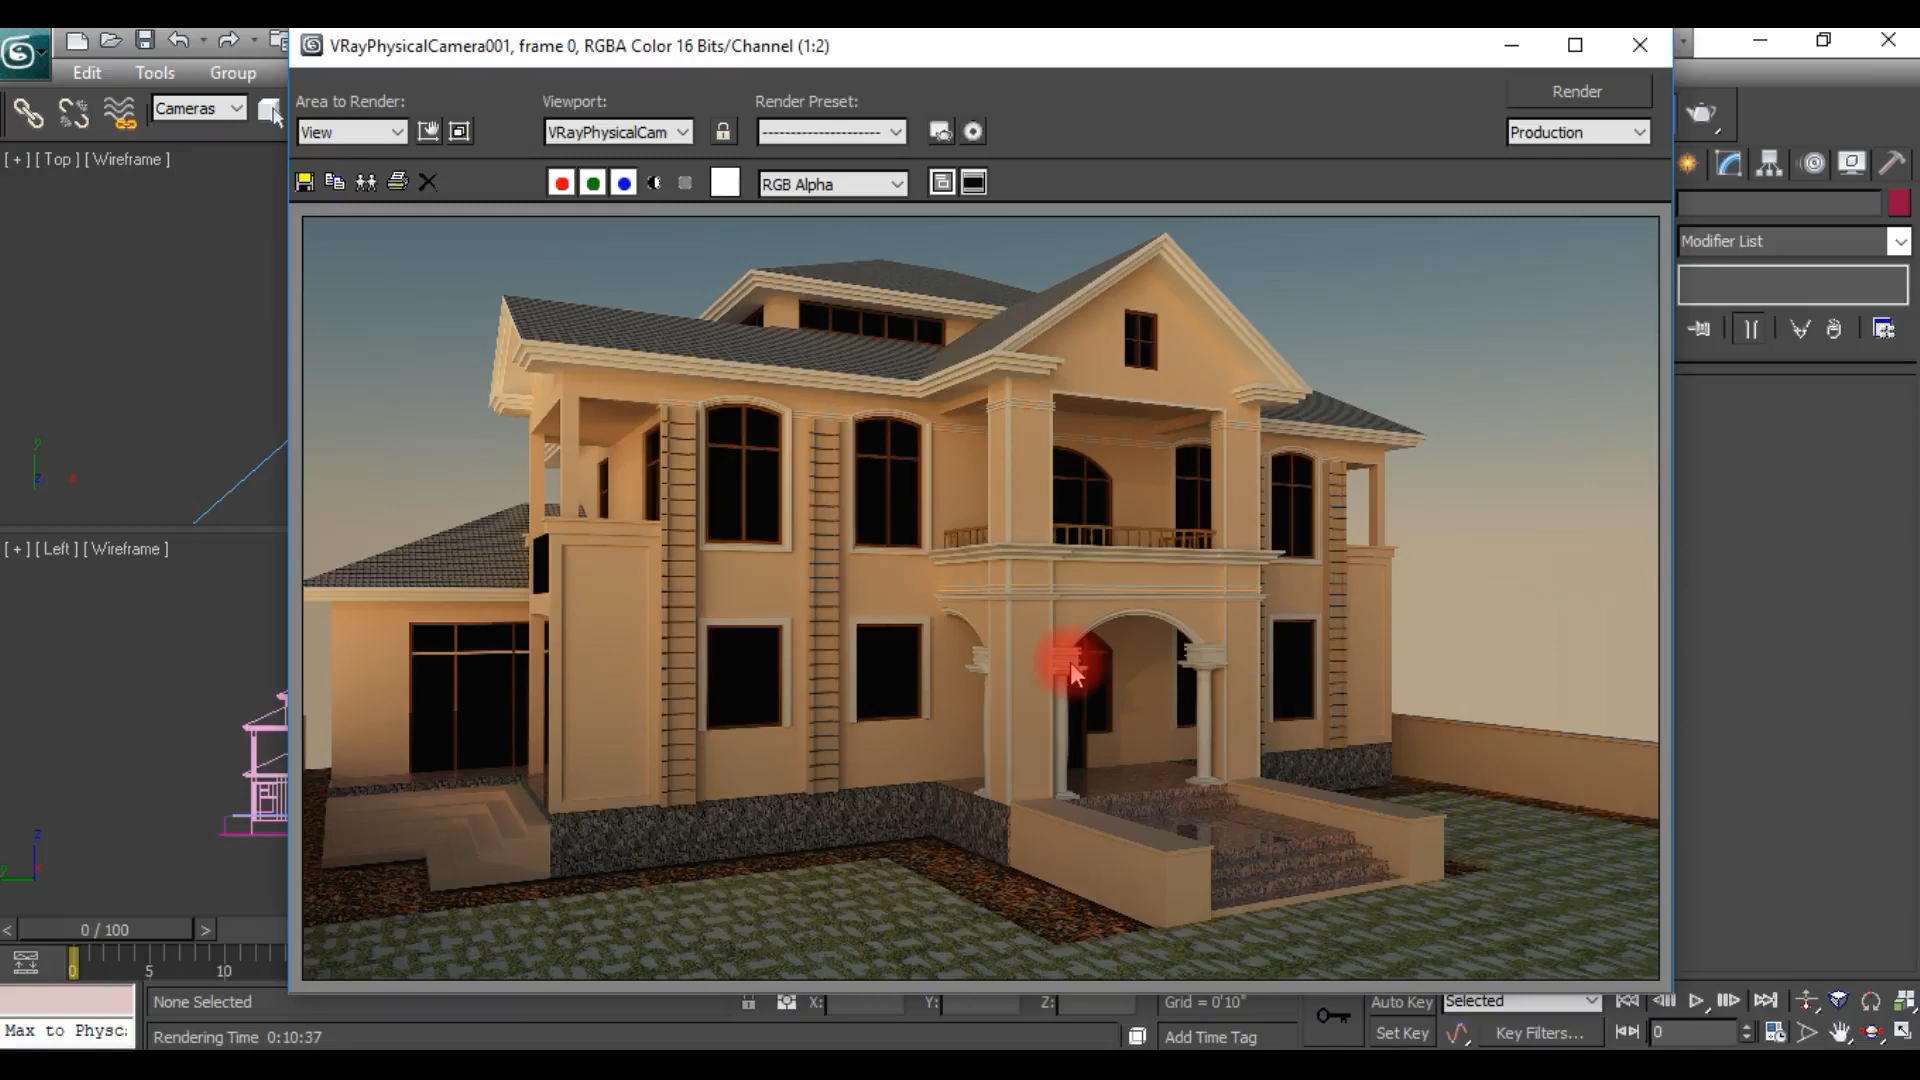 VRayPhysicalCamera001, frame 0, RGBA Color 16 Bits/Channel (1:2)
Edit
Tools
Group
Cameras
Area to Render:
View
Viewport:
VRayPhysicalCam
Render Preset:
Render
Production
RGB Alpha
[ + ] [ Top ] [ Wireframe ]
Modifier List
y
z
[ + ] [ Left ] [ Wireframe ]
z
y
< 0 / 100 >
0 5 10
None Selected
X:
Y:
Z:
Grid = 0'10"
Auto Key
Selected
Max to Physc:
Rendering Time 0:10:37
Add Time Tag
Set Key
Key Filters...
0